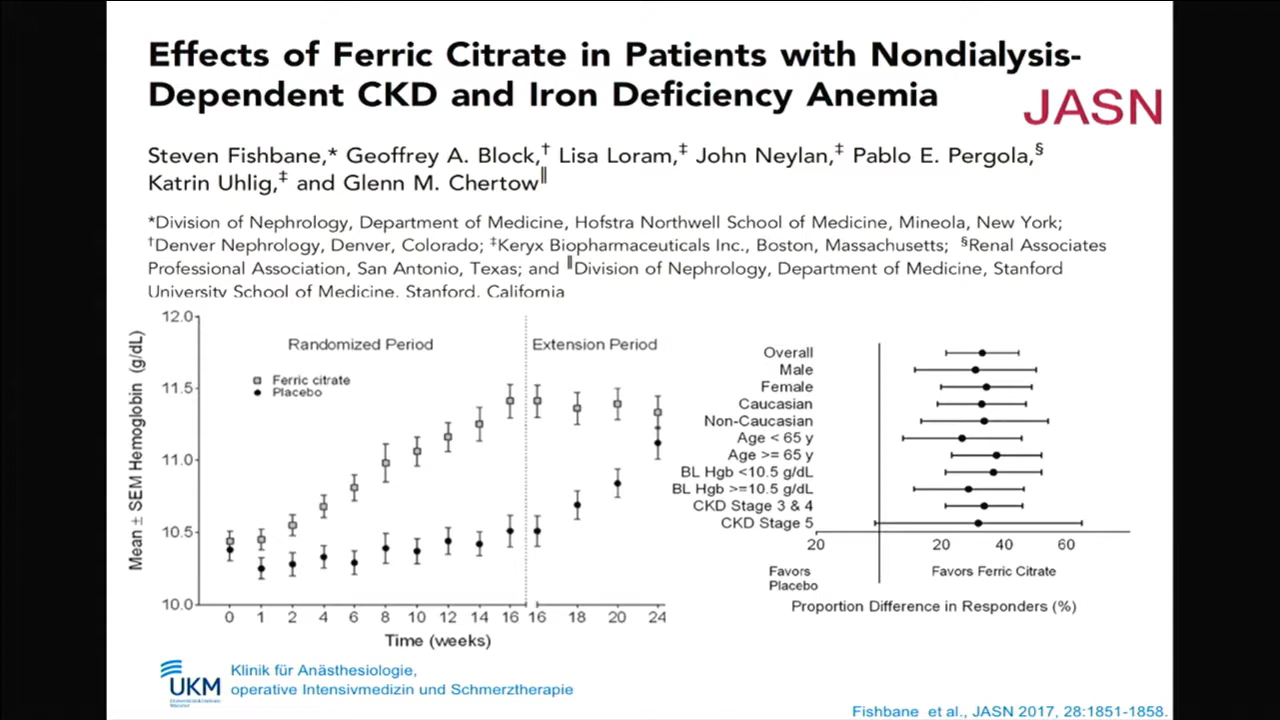 Effects of Ferric Citrate in Patients with Nondialysis-
Dependent CKD and Iron Deficiency Anemia
JASN
Steven Fishbane,* Geoffrey A. Block,† Lisa Loram,‡ John Neylan,‡ Pablo E. Pergola,§
Katrin Uhlig,‡ and Glenn M. Chertow‖
*Division of Nephrology, Department of Medicine, Hofstra Northwell School of Medicine, Mineola, New York;
†Denver Nephrology, Denver, Colorado; ‡Keryx Biopharmaceuticals Inc., Boston, Massachusetts; §Renal Associates
Professional Association, San Antonio, Texas; and ‖Division of Nephrology, Department of Medicine, Stanford
University School of Medicine, Stanford, California
Mean ± SEM Hemoglobin (g/dL)
12.0
11.5
11.0
10.5
10.0
Randomized Period
Extension Period
Ferric citrate
Placebo
0 1 2 4 6 8 10 12 14 16 16 18 20 24
Time (weeks)
Overall
Male
Female
Caucasian
Non-Caucasian
Age < 65 y
Age >= 65 y
BL Hgb <10.5 g/dL
BL Hgb >=10.5 g/dL
CKD Stage 3 & 4
CKD Stage 5
20 20 40 60
Favors
Placebo
Favors Ferric Citrate
Proportion Difference in Responders (%)
UKM
Klinik für Anästhesiologie,
operative Intensivmedizin und Schmerztherapie
Fishbane et al., JASN 2017, 28:1851-1858.